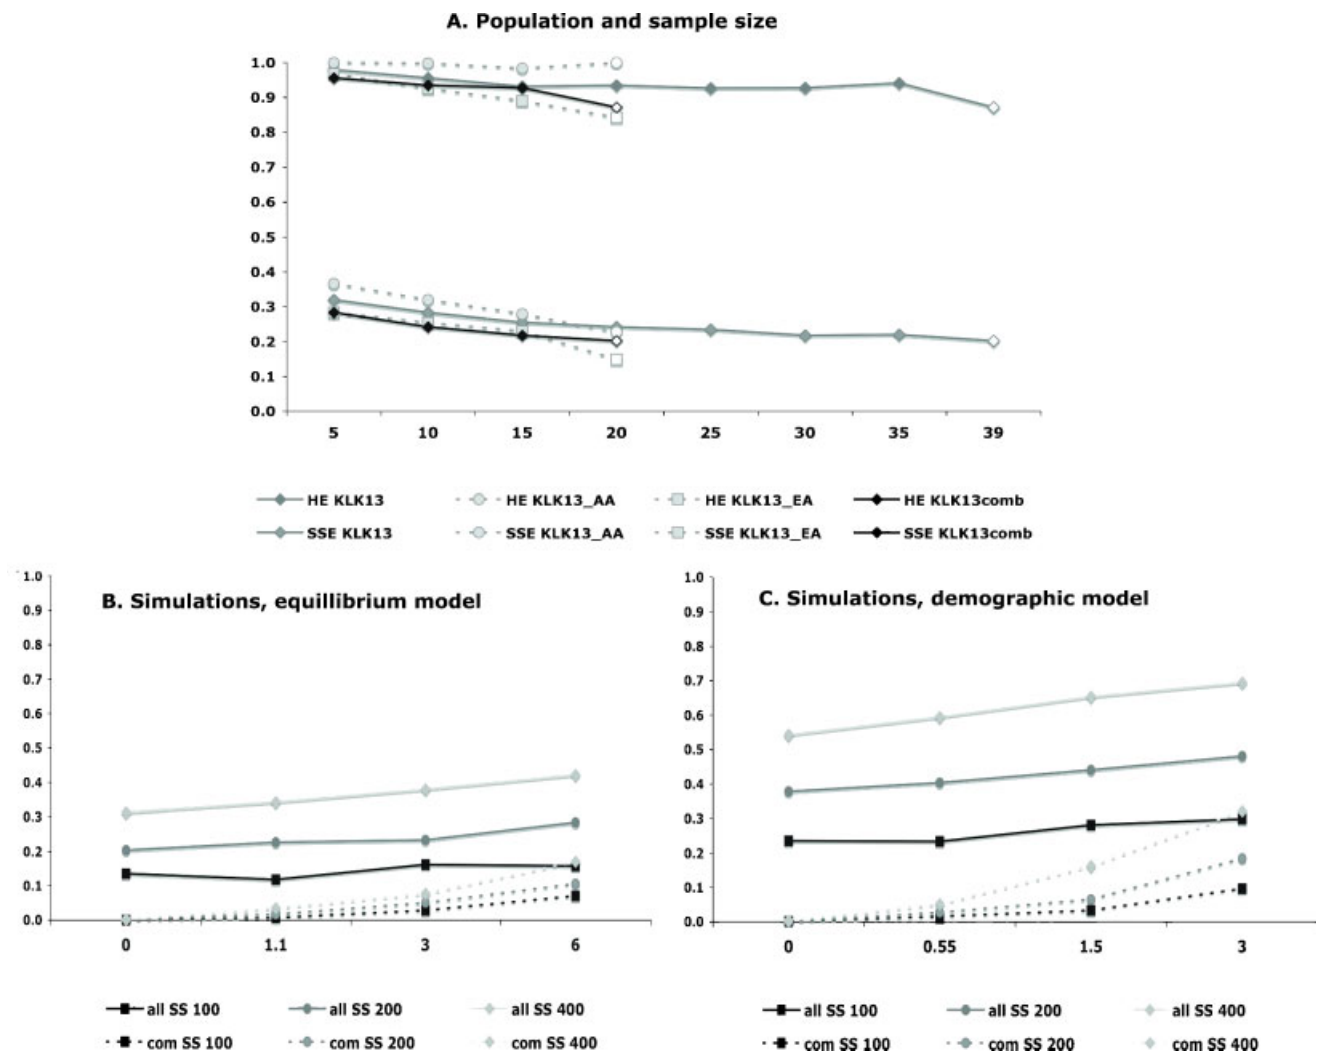 A. Population and sample size
1.0
0.9
0.8
0.7
0.6
0.5
0.4
0.3
0.2
0.1
0.0
5 10 15 20 25 30 35 39
HE KLK13 HE KLK13_AA HE KLK13_EA HE KLK13comb
SSE KLK13 SSE KLK13_AA SSE KLK13_EA SSE KLK13comb
B. Simulations, equillibrium model
1.0
0.9
0.8
0.7
0.6
0.5
0.4
0.3
0.2
0.1
0.0
0 1.1 3 6
all SS 100 all SS 200 all SS 400
com SS 100 com SS 200 com SS 400
C. Simulations, demographic model
1.0
0.9
0.8
0.7
0.6
0.5
0.4
0.3
0.2
0.1
0.0
0 0.55 1.5 3
all SS 100 all SS 200 all SS 400
com SS 100 com SS 200 com SS 400